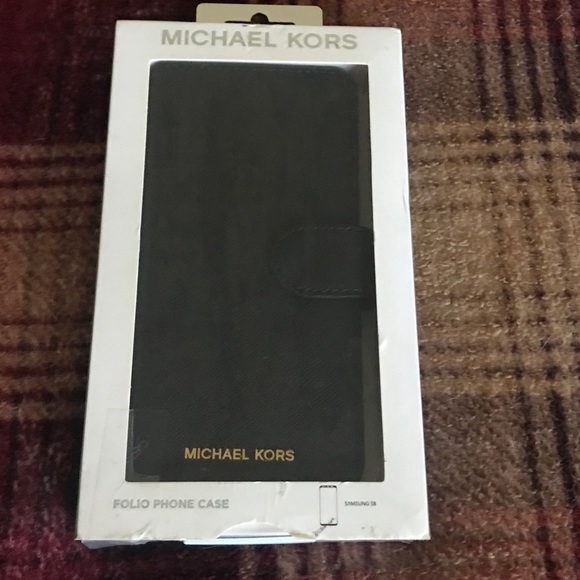 MICHAEL KORS
MICHAEL KORS
FOLIO PHONE CASE
SAMSUNG S8